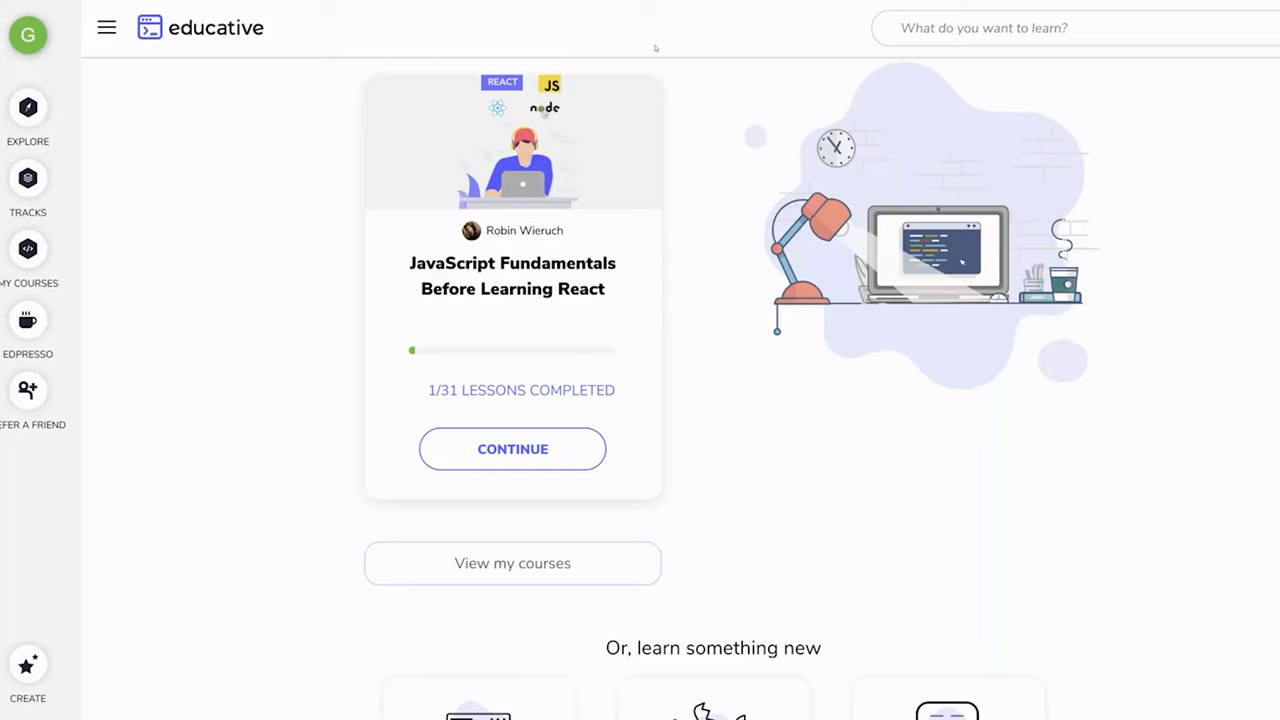 G
educative
What do you want to learn?
EXPLORE
TRACKS
MY COURSES
EDPRESSO
EFER A FRIEND
CREATE
REACT
JS
node
Robin Wieruch
JavaScript Fundamentals
Before Learning React
1/31 LESSONS COMPLETED
CONTINUE
View my courses
Or, learn something new